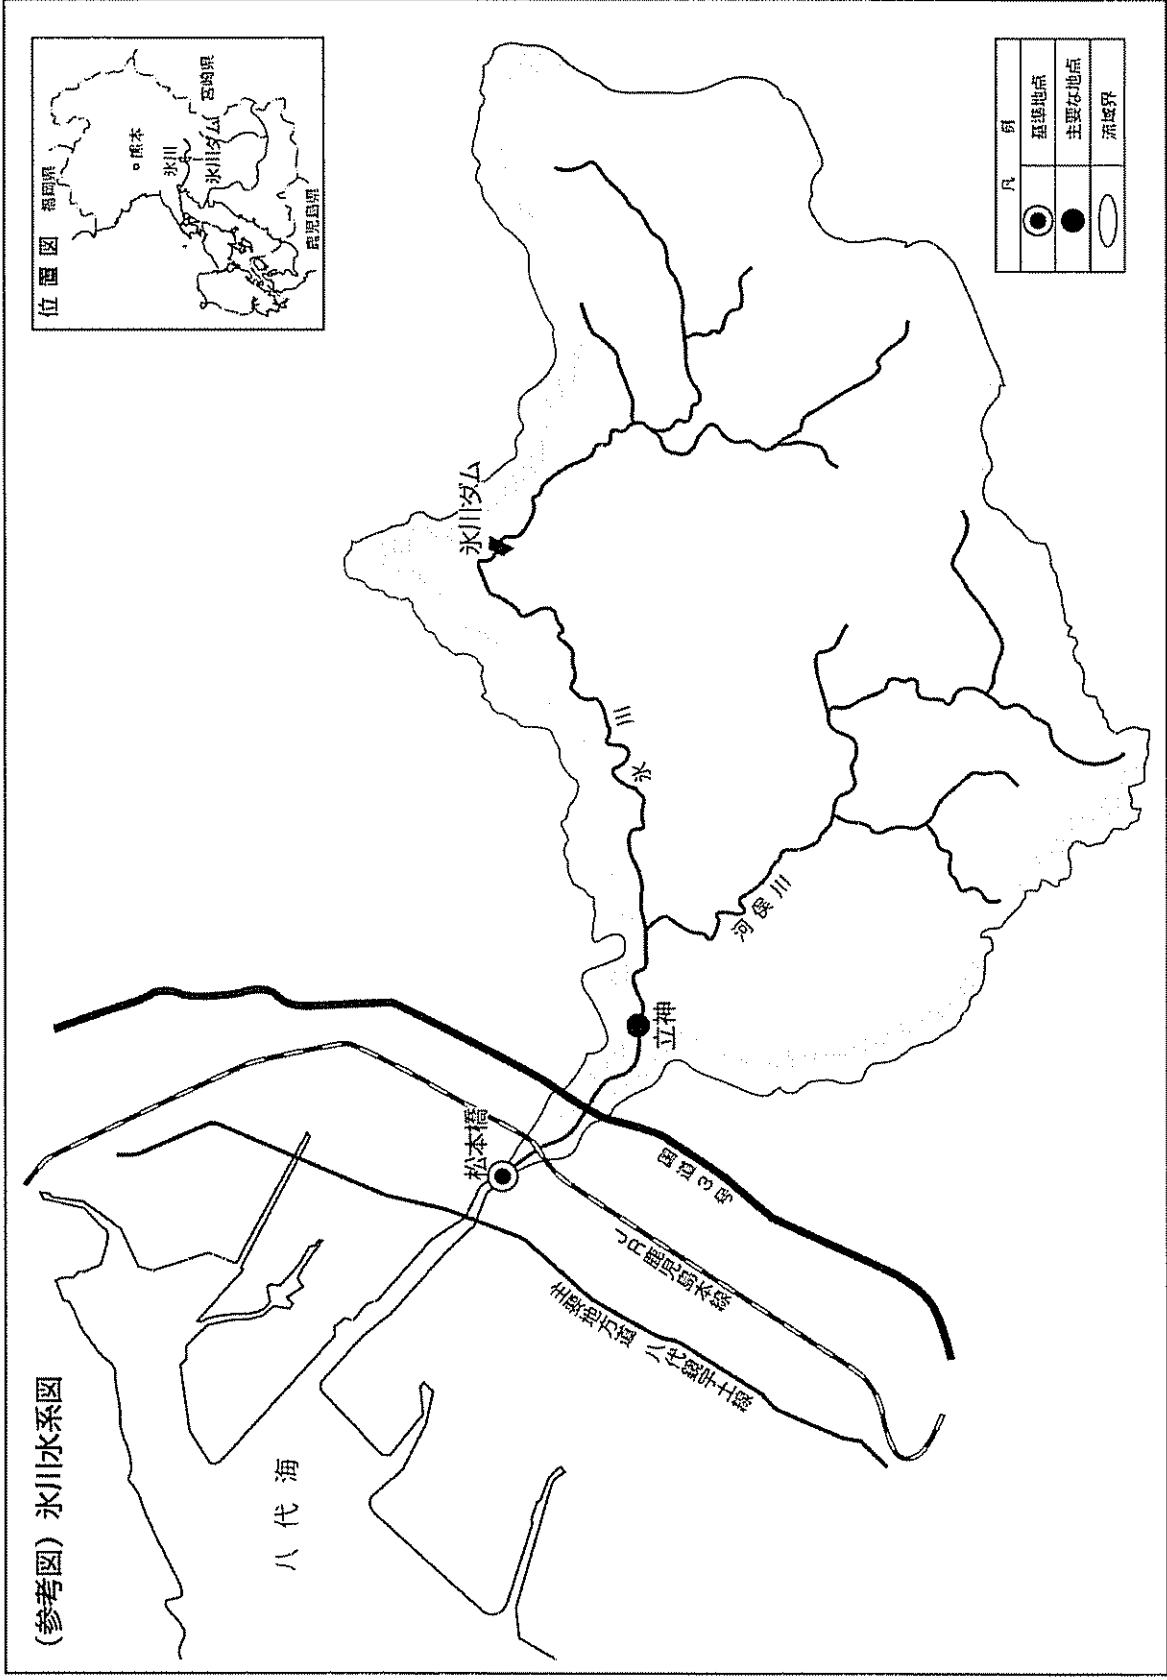 (参考図) 氷川水系図
位置図
福岡県
熊本
宮崎県
氷川
氷川ダム
鹿児島県
八代海
松本橋
立神
氷川ダム
氷川
河俣川
国道3号
JR鹿児島本線
主要地方道 八代鏡宇土線
凡例
基準地点
主要な地点
流域界